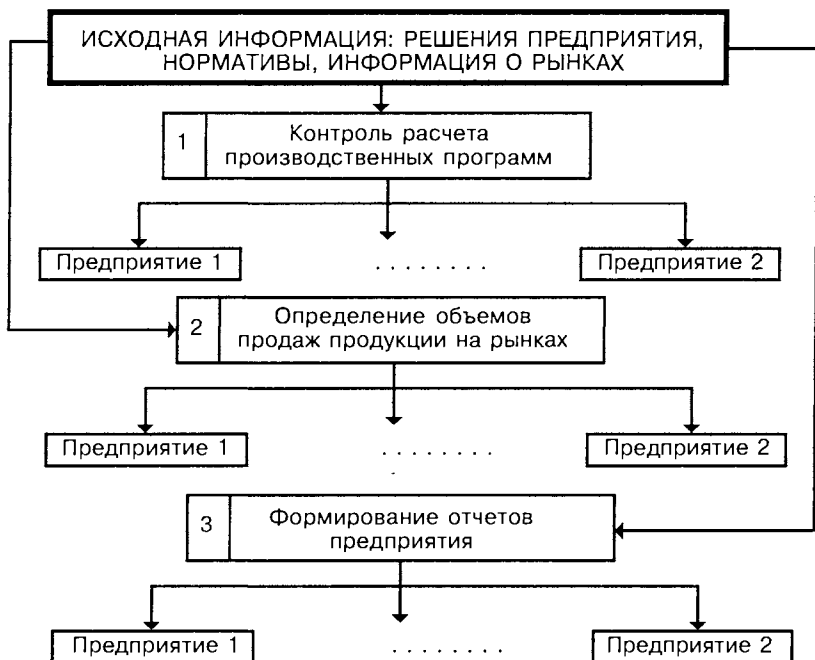 ИСХОДНАЯ ИНФОРМАЦИЯ: РЕШЕНИЯ ПРЕДПРИЯТИЯ,
НОРМАТИВЫ, ИНФОРМАЦИЯ О РЫНКАХ
1 Контроль расчета
производственных программ
Предприятие 1 . . . . . . . . Предприятие 2
2 Определение объемов
продаж продукции на рынках
Предприятие 1 . . . . . . . . Предприятие 2
3 Формирование отчетов
предприятия
Предприятие 1 . . . . . . . . Предприятие 2